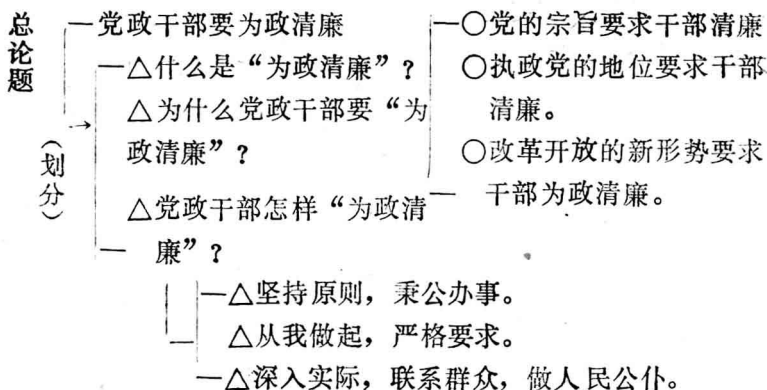 总论题
(划分)
党政干部要为政清廉
→
△什么是“为政清廉”?
△为什么党政干部要“为
政清廉”?
△党政干部怎样“为政清
廉”?
○党的宗旨要求干部清廉
○执政党的地位要求干部
清廉。
○改革开放的新形势要求
干部为政清廉。
△坚持原则，秉公办事。
△从我做起，严格要求。
△深入实际，联系群众，做人民公仆。